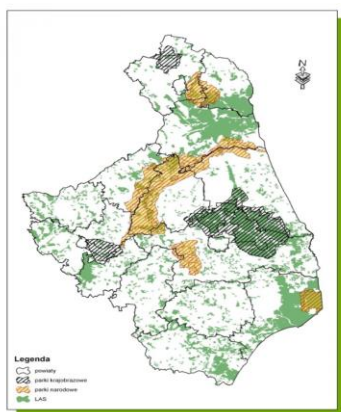 N
Legenda
powiaty
parki krajobrazowe
parki narodowe
LAS